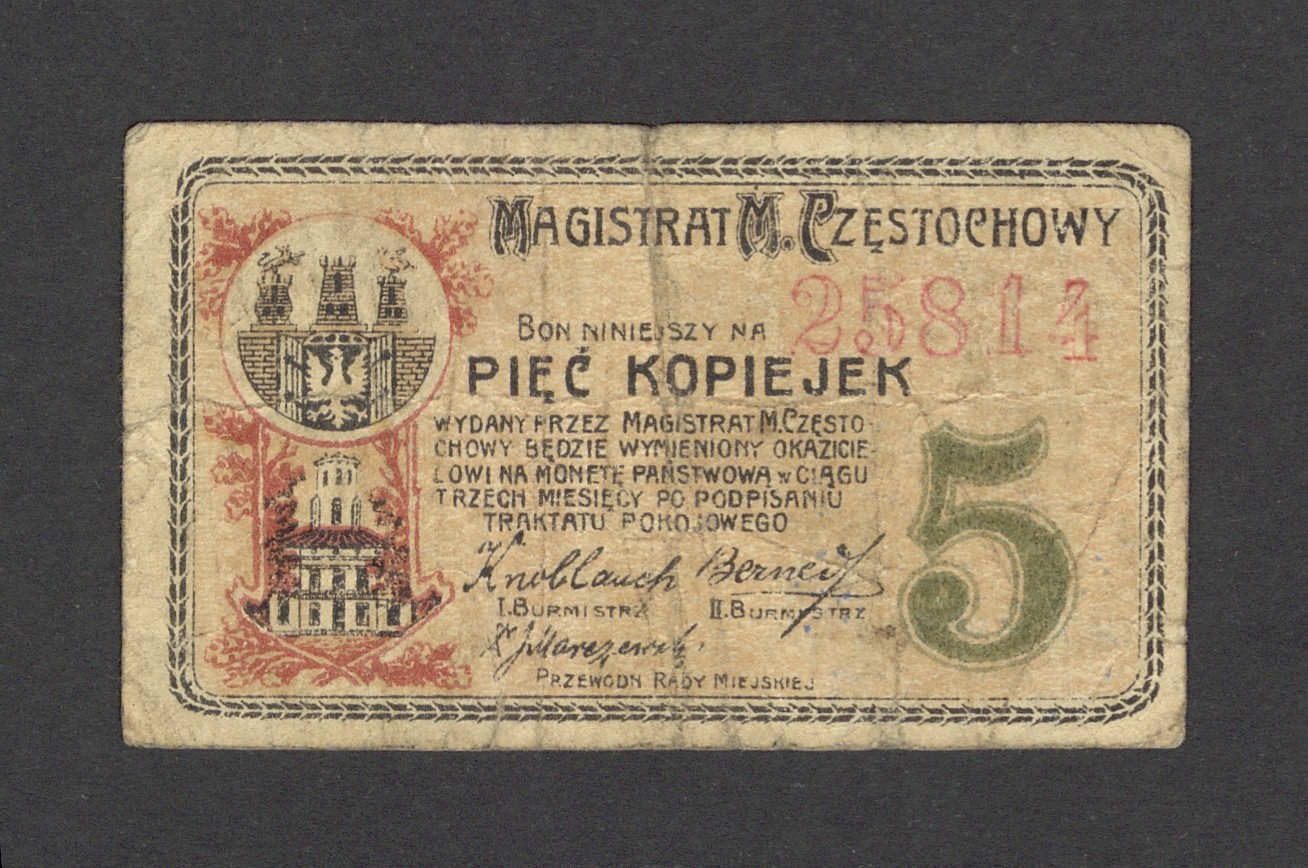 MAGISTRAT M. CZĘSTOCHOWY
25814
BON NINIEJSZY NA
PIĘĆ KOPIEJEK
WYDANY PRZEZ MAGISTRAT M. CZĘSTO-
CHOWY BĘDZIE WYMIENIONY OKAZICIE-
LOWI NA MONETĘ PAŃSTWOWĄ w CIĄGU
TRZECH MIESIĘCY PO PODPISANIU
TRAKTATU POKOJOWEGO
5
Knoblauch
I. BURMISTRZ II. BURMISTRZ
PRZEWODN RADY MIEJSKIEJ